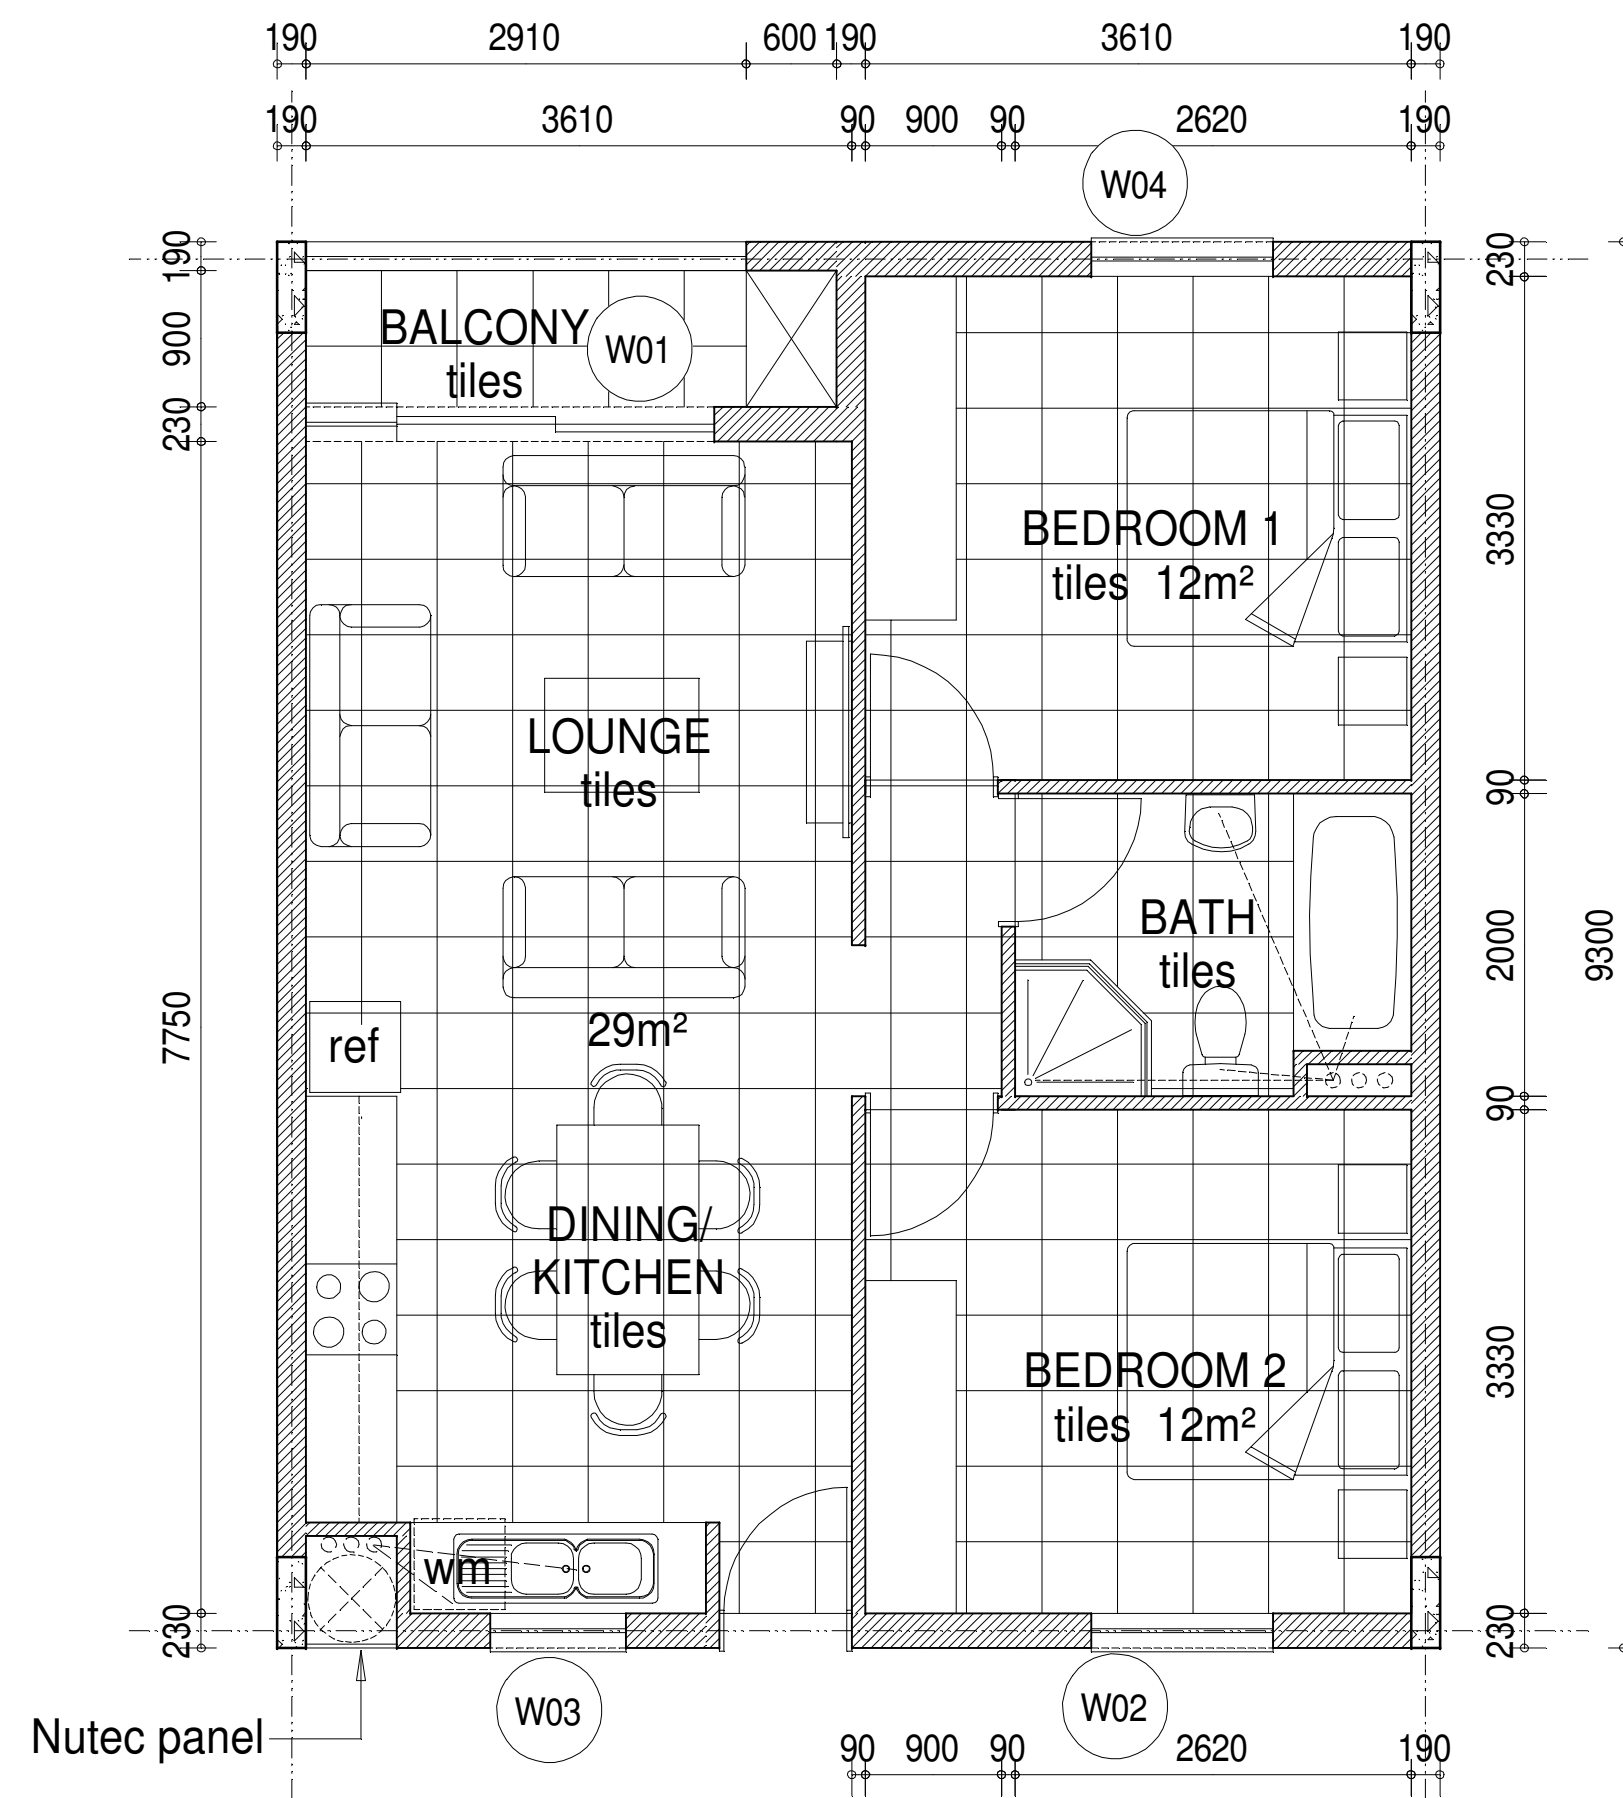 190 2910 600 190 3610 190
190 3610 90 900 90 2620 190
W04
190
900
230
7750
230
230
3330
90
2000
90
3330
230
9300
BALCONY
tiles
W01
BEDROOM 1
tiles 12m²
LOUNGE
tiles
BATH
tiles
29m²
ref
DINING/
KITCHEN
tiles
BEDROOM 2
tiles 12m²
wm
W03
W02
Nutec panel
90 900 90 2620 190